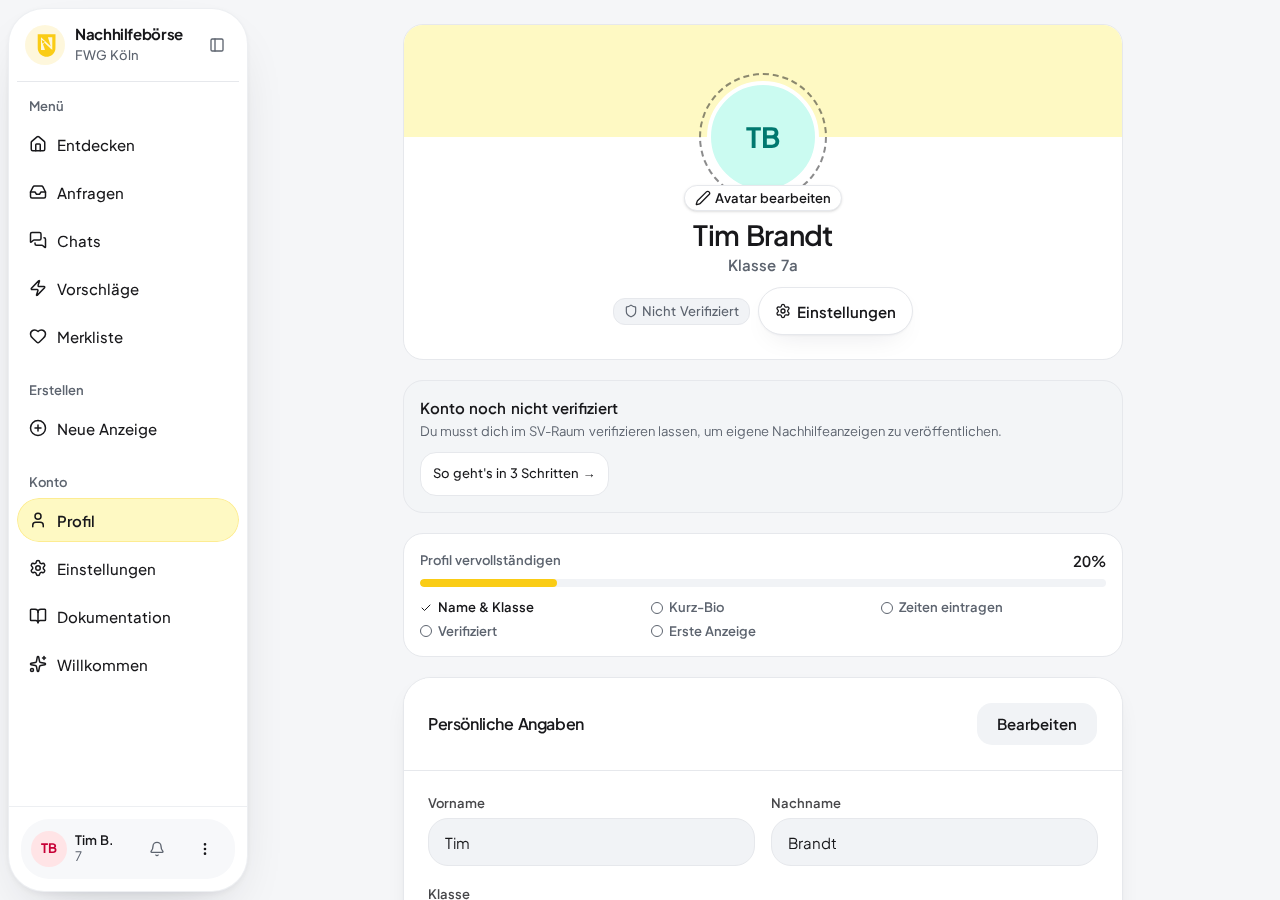 Nachhilfebörse
FWG Köln
Menü
Entdecken
Anfragen
Chats
Vorschläge
Merkliste
Erstellen
Neue Anzeige
Konto
Profil
Einstellungen
Dokumentation
Willkommen
TB
Tim B.
7
TB
Avatar bearbeiten
Tim Brandt
Klasse 7a
Nicht Verifiziert
Einstellungen
Konto noch nicht verifiziert
Du musst dich im SV-Raum verifizieren lassen, um eigene Nachhilfeanzeigen zu veröffentlichen.
So geht's in 3 Schritten →
Profil vervollständigen
20%
Name & Klasse
Kurz-Bio
Zeiten eintragen
Verifiziert
Erste Anzeige
Persönliche Angaben
Bearbeiten
Vorname
Nachname
Tim
Brandt
Klasse